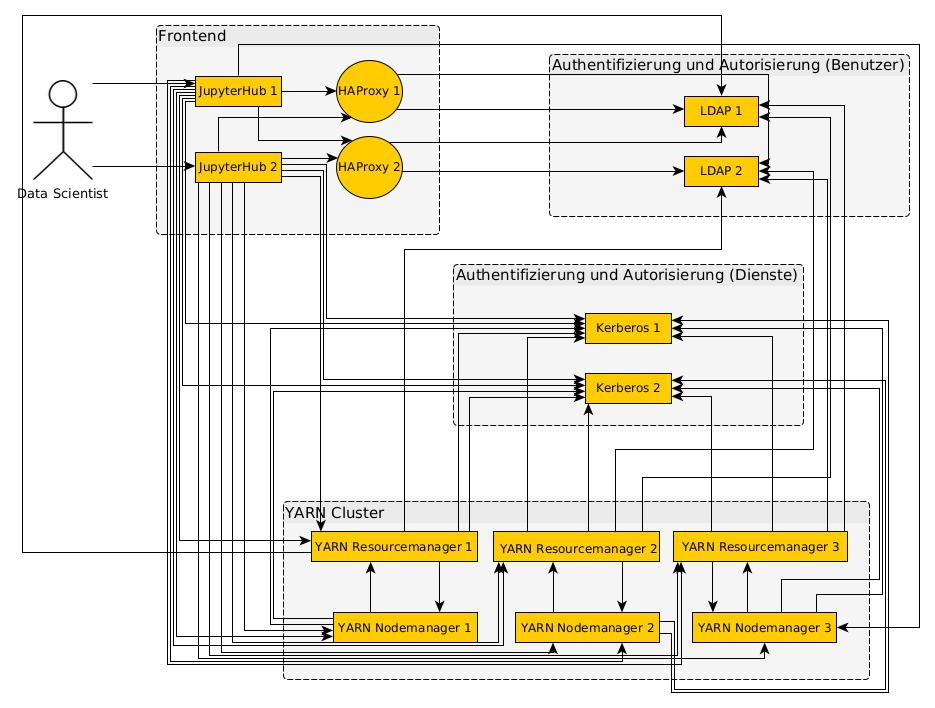 Frontend
Authentifizierung und Autorisierung (Benutzer)
JupyterHub 1
HAProxy 1
LDAP 1
JupyterHub 2
HAProxy 2
LDAP 2
Data Scientist
Authentifizierung und Autorisierung (Dienste)
Kerberos 1
Kerberos 2
YARN Cluster
YARN Resourcemanager 1
YARN Resourcemanager 2
YARN Resourcemanager 3
YARN Nodemanager 1
YARN Nodemanager 2
YARN Nodemanager 3